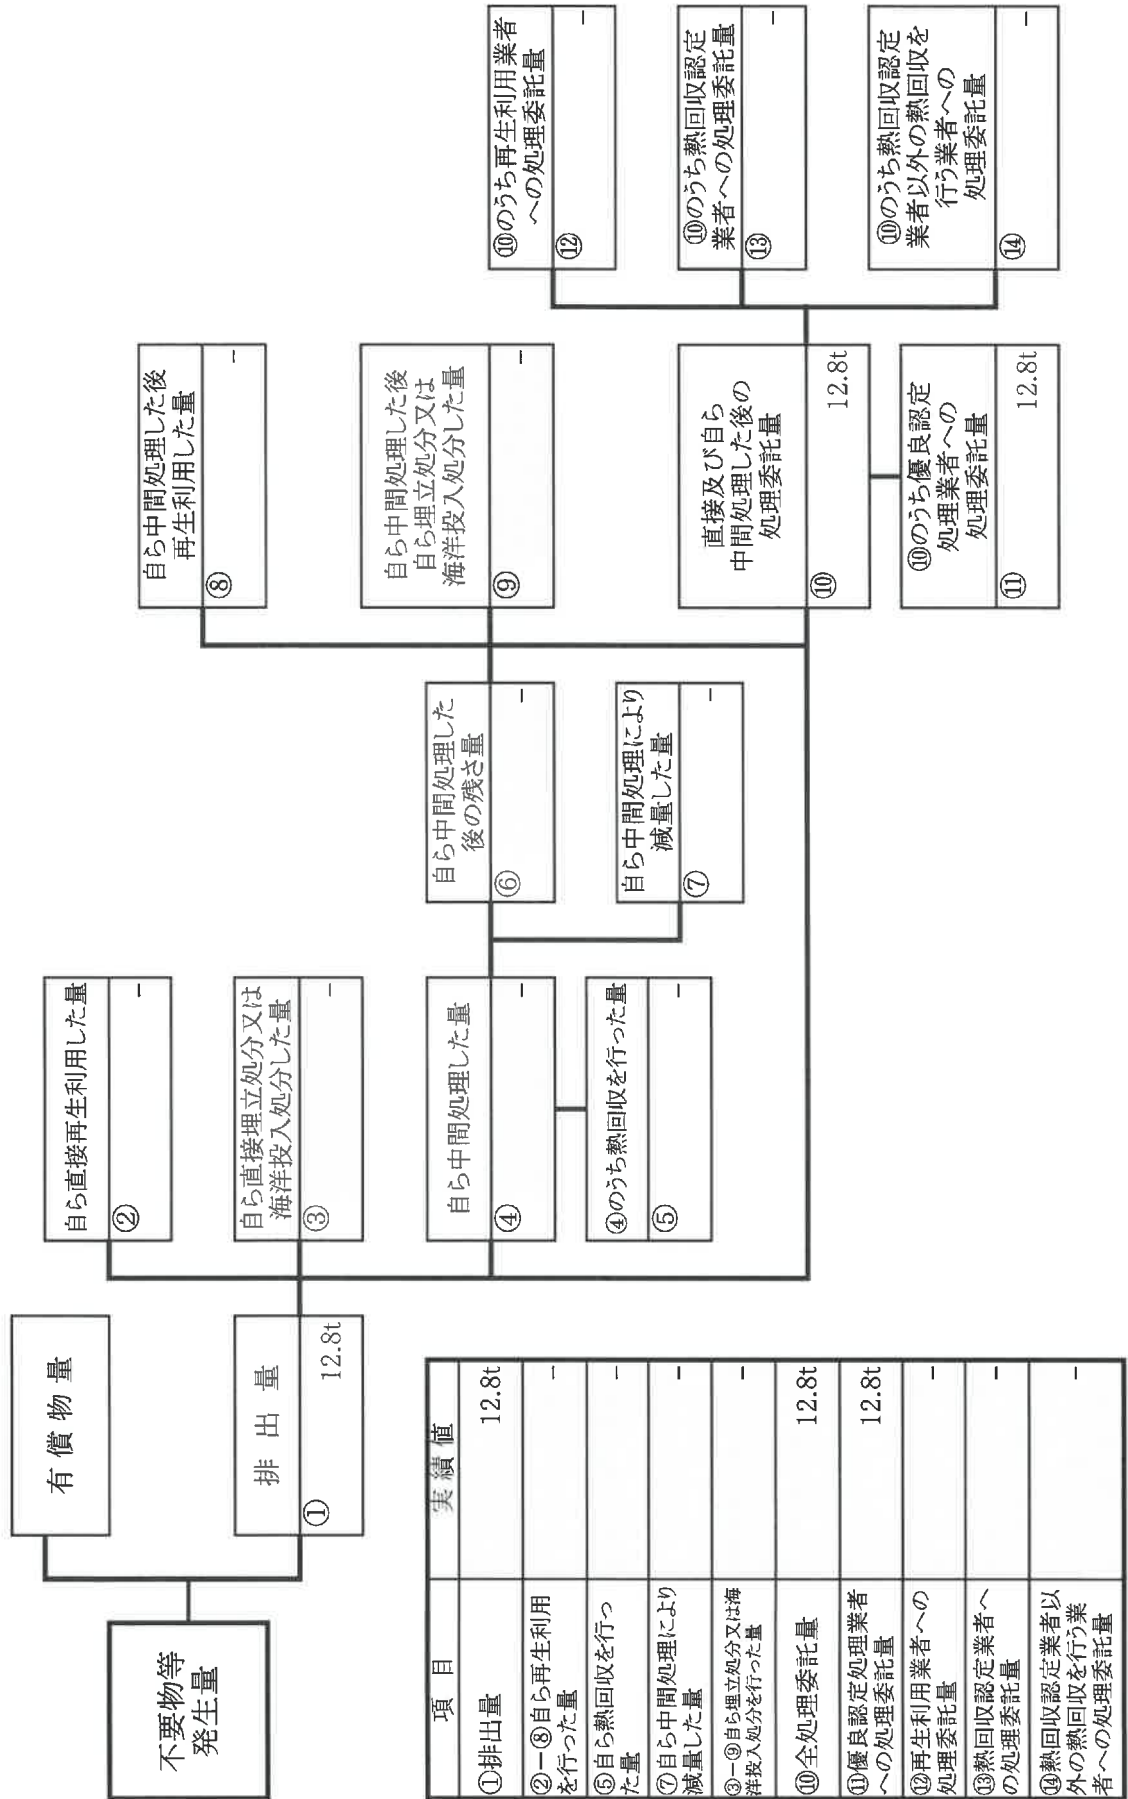 不要物等
発生量
有償物量
排出量
① 12.8t
自ら直接再生利用した量
② −
自ら直接埋立処分又は
海洋投入処分した量
③ −
自ら中間処理した量
④ −
④のうち熱回収を行った量
⑤ −
自ら中間処理した
後の残さ量
⑥ −
自ら中間処理により
減量した量
⑦ −
自ら中間処理した後
再生利用した量
⑧ −
自ら中間処理した後
自ら埋立処分又は
海洋投入処分した量
⑨ −
直接及び自ら
中間処理した後の
処理委託量
⑩ 12.8t
⑩のうち優良認定
処理業者への
処理委託量
⑪ 12.8t
⑩のうち再生利用業者
への処理委託量
⑫ −
⑩のうち熱回収認定
業者への処理委託量
⑬ −
⑩のうち熱回収認定
業者以外の熱回収を
行う業者への
処理委託量
⑭ −
項目 実績値
①排出量 12.8t
②−⑧自ら再生利用
を行った量 −
⑤自ら熱回収を行っ
た量 −
⑦自ら中間処理により
減量した量 −
③−⑨自ら埋立処分又は海
洋投入処分を行った量 −
⑩全処理委託量 12.8t
⑪優良認定処理業者
への処理委託量 12.8t
⑫再生利用業者への
処理委託量 −
⑬熱回収認定業者へ
の処理委託量 −
⑭熱回収認定業者以
外の熱回収を行う業
者への処理委託量 −